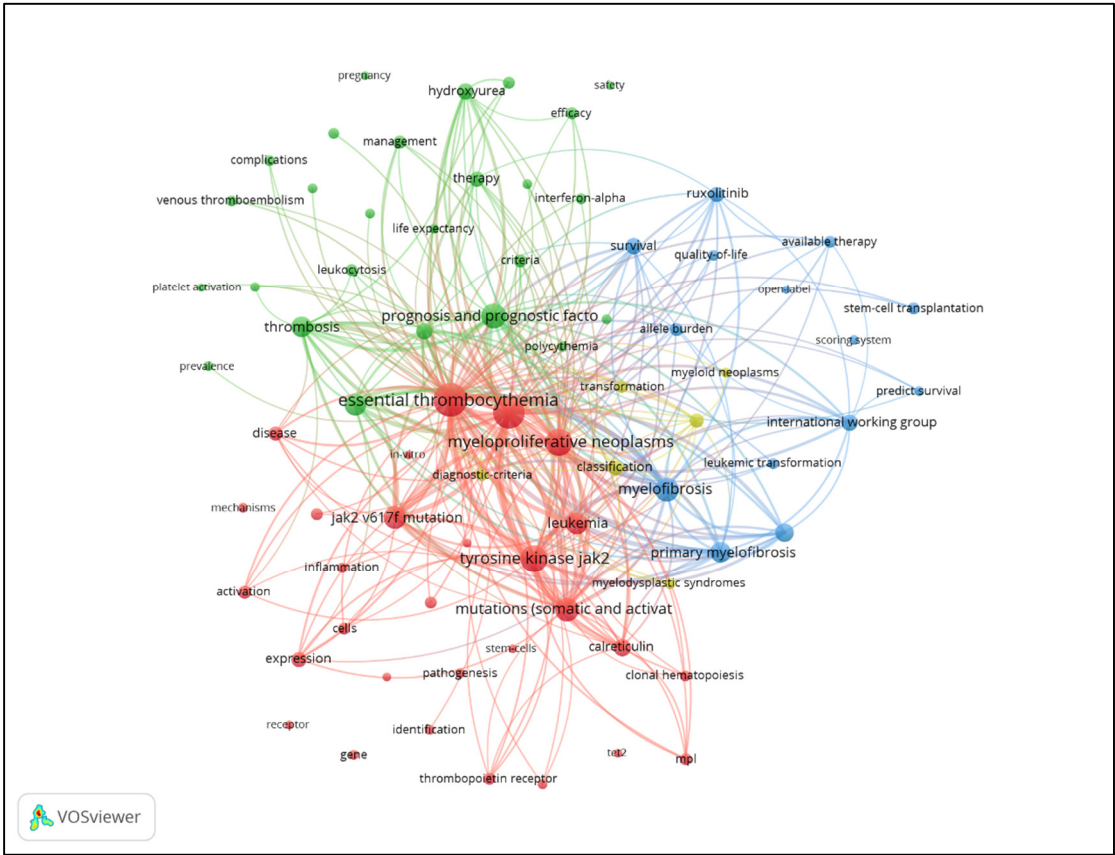 pregnancy
hydroxyurea
safety
efficacy
management
complications
therapy
venous thromboembolism
interferon-alpha
ruxolitinib
life expectancy
survival
available therapy
quality-of-life
criteria
leukocytosis
platelet activation
open-label
stem-cell transplantation
prognosis and prognostic facto
thrombosis
allele burden
scoring system
polycythemia
prevalence
myeloid neoplasms
transformation
predict survival
essential thrombocythemia
international working group
disease
myeloproliferative neoplasms
in-vitro
leukemic transformation
classification
diagnostic-criteria
myelofibrosis
mechanisms
jak2 v617f mutation
leukemia
primary myelofibrosis
tyrosine kinase jak2
inflammation
myelodysplastic syndromes
activation
mutations (somatic and activat
cells
stem-cells
calreticulin
expression
pathogenesis
clonal hematopoiesis
receptor
identification
gene
tet2
mpl
thrombopoietin receptor
VOSviewer